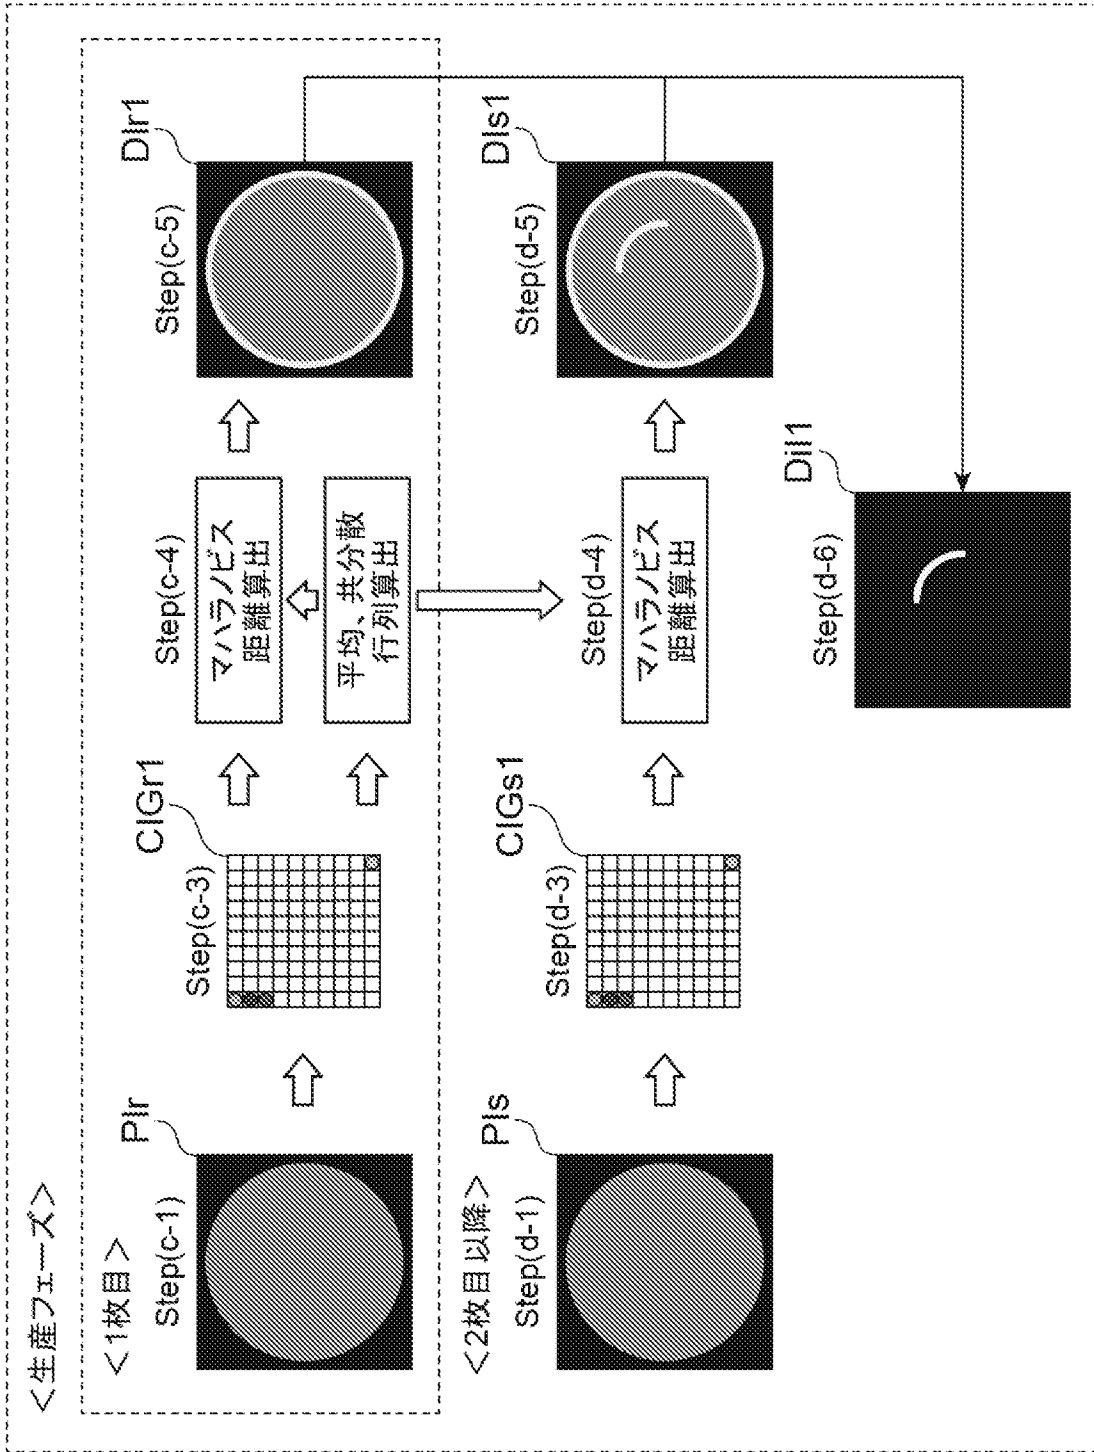 <生産フェーズ>
<1枚目>
Step(c-1)
PIr
Step(c-3)
CIGr1
Step(c-4)
マハラノビス
距離算出
平均、共分散
行列算出
Step(c-5)
DIr1
<2枚目以降>
Step(d-1)
PIs
Step(d-3)
CIGs1
Step(d-4)
マハラノビス
距離算出
Step(d-5)
DIs1
Step(d-6)
DiI1